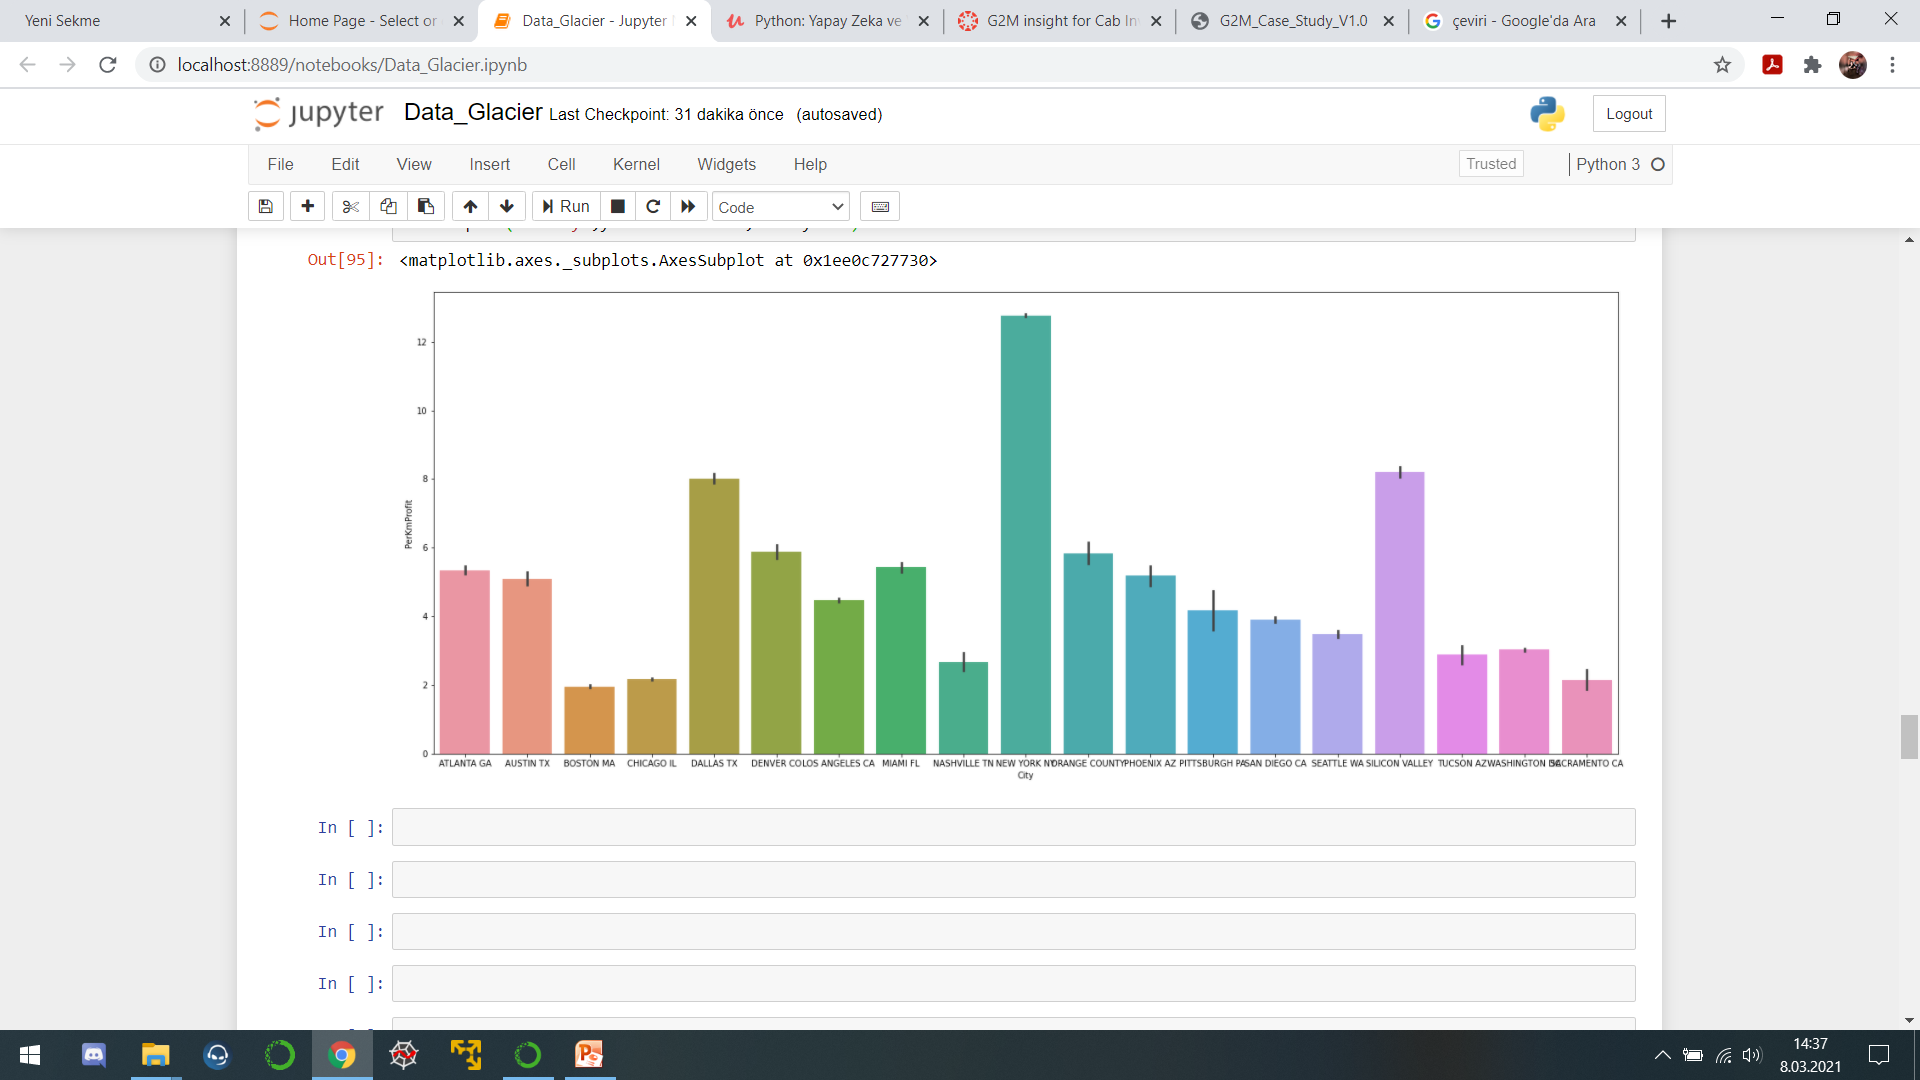 Yeni Sekme
Home Page - Select or
Data_Glacier - Jupyter
Python: Yapay Zeka ve
G2M insight for Cab In
G2M_Case_Study_V1.0
çeviri - Google'da Ara
localhost:8889/notebooks/Data_Glacier.ipynb
jupyter Data_Glacier Last Checkpoint: 31 dakika önce (autosaved)
Logout
File Edit View Insert Cell Kernel Widgets Help
Trusted
Python 3
Run
Code
Out[95]: <matplotlib.axes._subplots.AxesSubplot at 0x1ee0c727730>
12
10
8
6
4
2
0
PerKmProfit
ATLANTA GA
AUSTIN TX
BOSTON MA
CHICAGO IL
DALLAS TX
DENVER CO
LOS ANGELES CA
MIAMI FL
NASHVILLE TN
NEW YORK NY
ORANGE COUNTY
PHOENIX AZ
PITTSBURGH PA
SAN DIEGO CA
SEATTLE WA
SILICON VALLEY
TUCSON AZ
WASHINGTON DC
SACRAMENTO CA
City
In [ ]:
In [ ]:
In [ ]:
In [ ]:
14:37
8.03.2021